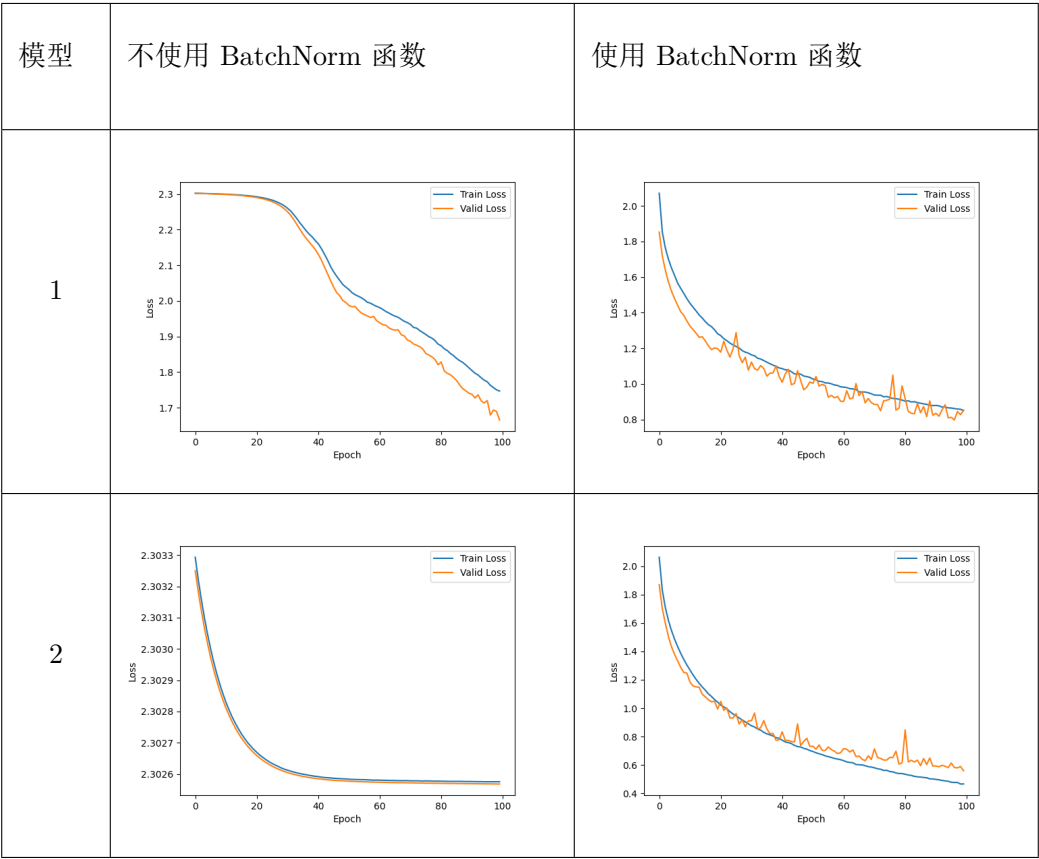 模型 不使用 BatchNorm 函数 使用 BatchNorm 函数
1
2.3
2.2
2.1
2.0
1.9
1.8
1.7
Loss
0 20 40 60 80 100
Epoch
Train Loss
Valid Loss
2.0
1.8
1.6
1.4
1.2
1.0
0.8
Loss
0 20 40 60 80 100
Epoch
Train Loss
Valid Loss
2
2.3033
2.3032
2.3031
2.3030
2.3029
2.3028
2.3027
2.3026
Loss
0 20 40 60 80 100
Epoch
Train Loss
Valid Loss
2.0
1.8
1.6
1.4
1.2
1.0
0.8
0.6
0.4
Loss
0 20 40 60 80 100
Epoch
Train Loss
Valid Loss